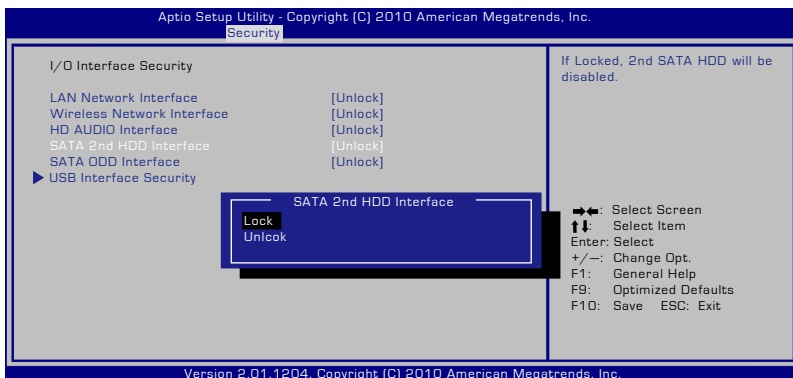 Aptio Setup Utility - Copyright (C) 2010 American Megatrends, Inc.
Security
I/O Interface Security
LAN Network Interface [Unlock]
Wireless Network Interface [Unlock]
HD AUDIO Interface [Unlock]
SATA 2nd HDD Interface [Unlock]
SATA ODD Interface [Unlock]
USB Interface Security
SATA 2nd HDD Interface
Lock
Unlcok
If Locked, 2nd SATA HDD will be
disabled.
→←: Select Screen
↑↓: Select Item
Enter: Select
+/—: Change Opt.
F1: General Help
F9: Optimized Defaults
F10: Save ESC: Exit
Version 2.01.1204. Copyright (C) 2010 American Megatrends, Inc.